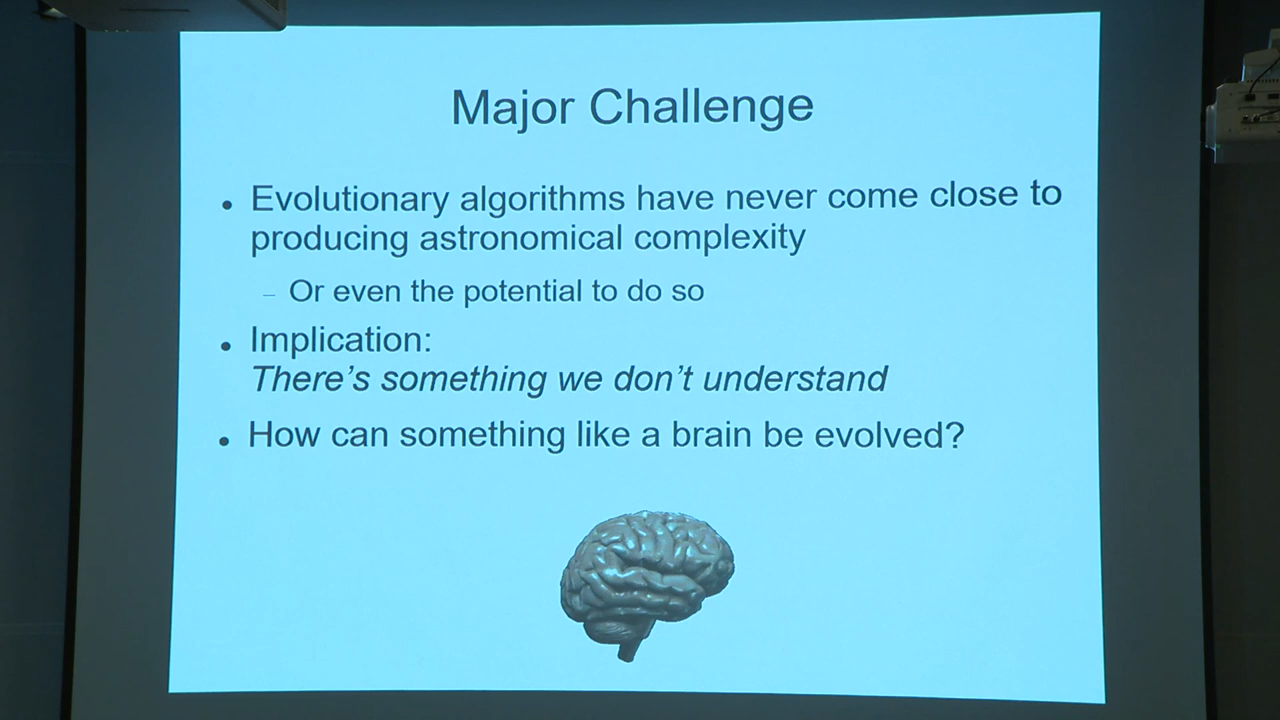 Major Challenge
• Evolutionary algorithms have never come close to
producing astronomical complexity
– Or even the potential to do so
• Implication:
There’s something we don’t understand
• How can something like a brain be evolved?